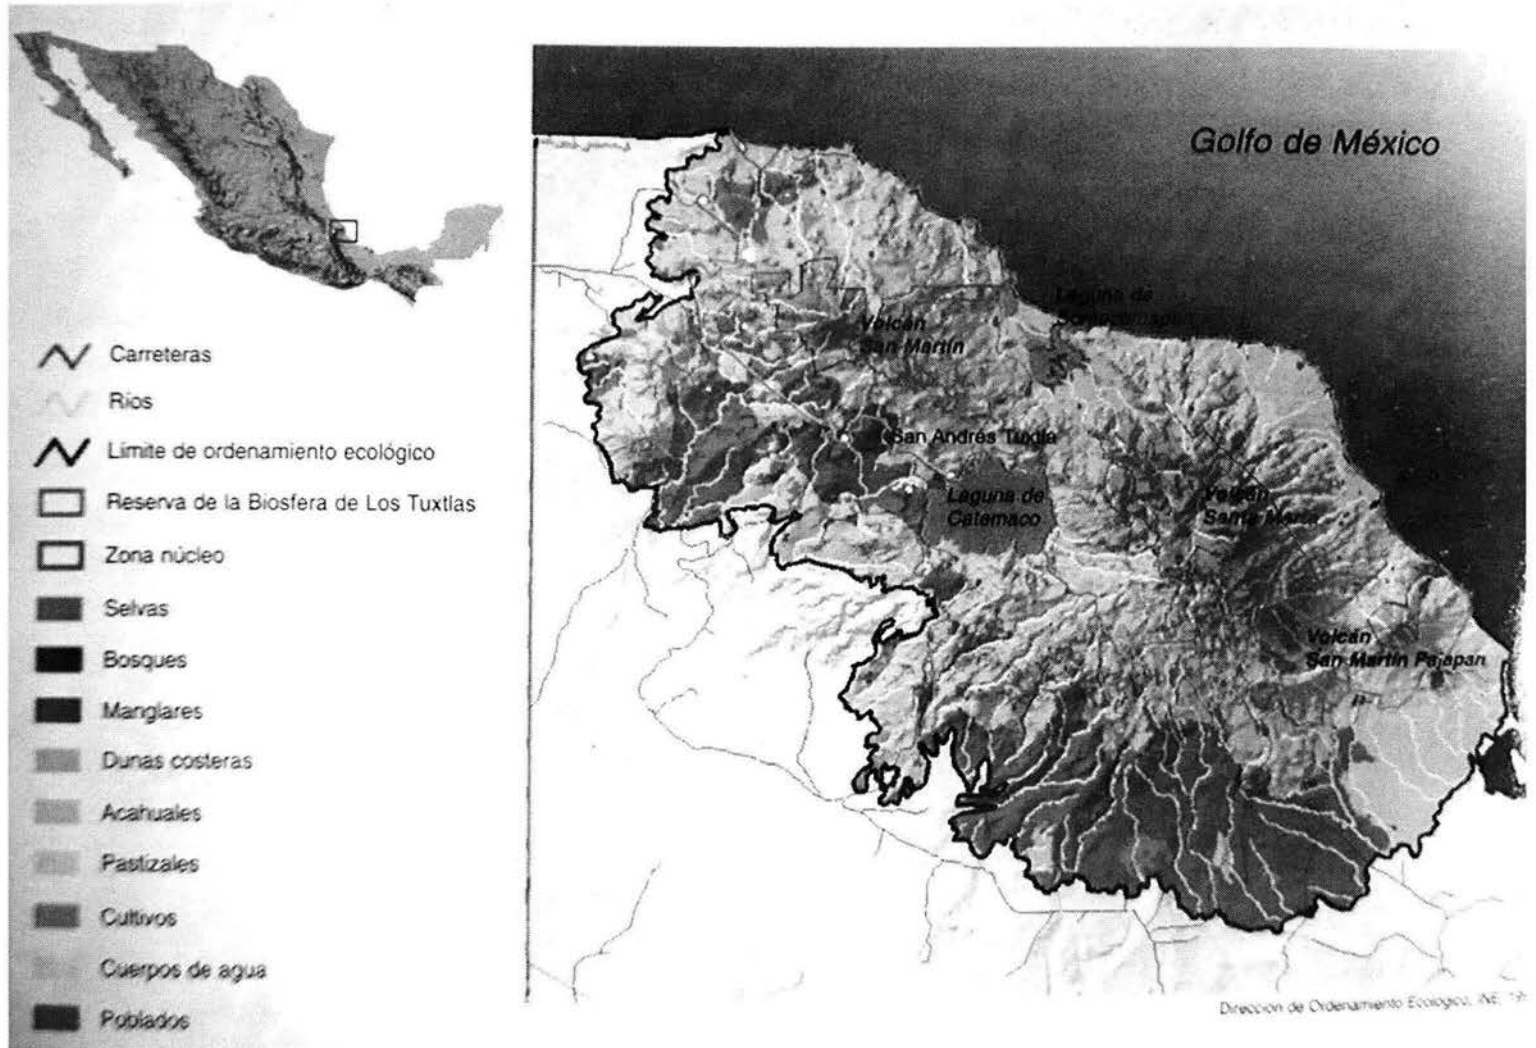 Golfo de México
Laguna de
Volcán
San Martín
San Andrés Tuxtla
Laguna de
Catemaco
Volcán
Santa Marta
Volcán
San Martín Pajapan
Carreteras
Ríos
Límite de ordenamiento ecológico
Reserva de la Biosfera de Los Tuxtlas
Zona núcleo
Selvas
Bosques
Manglares
Dunas costeras
Acahuales
Pastizales
Cultivos
Cuerpos de agua
Poblados
Dirección de Ordenamiento Ecológico, INE,